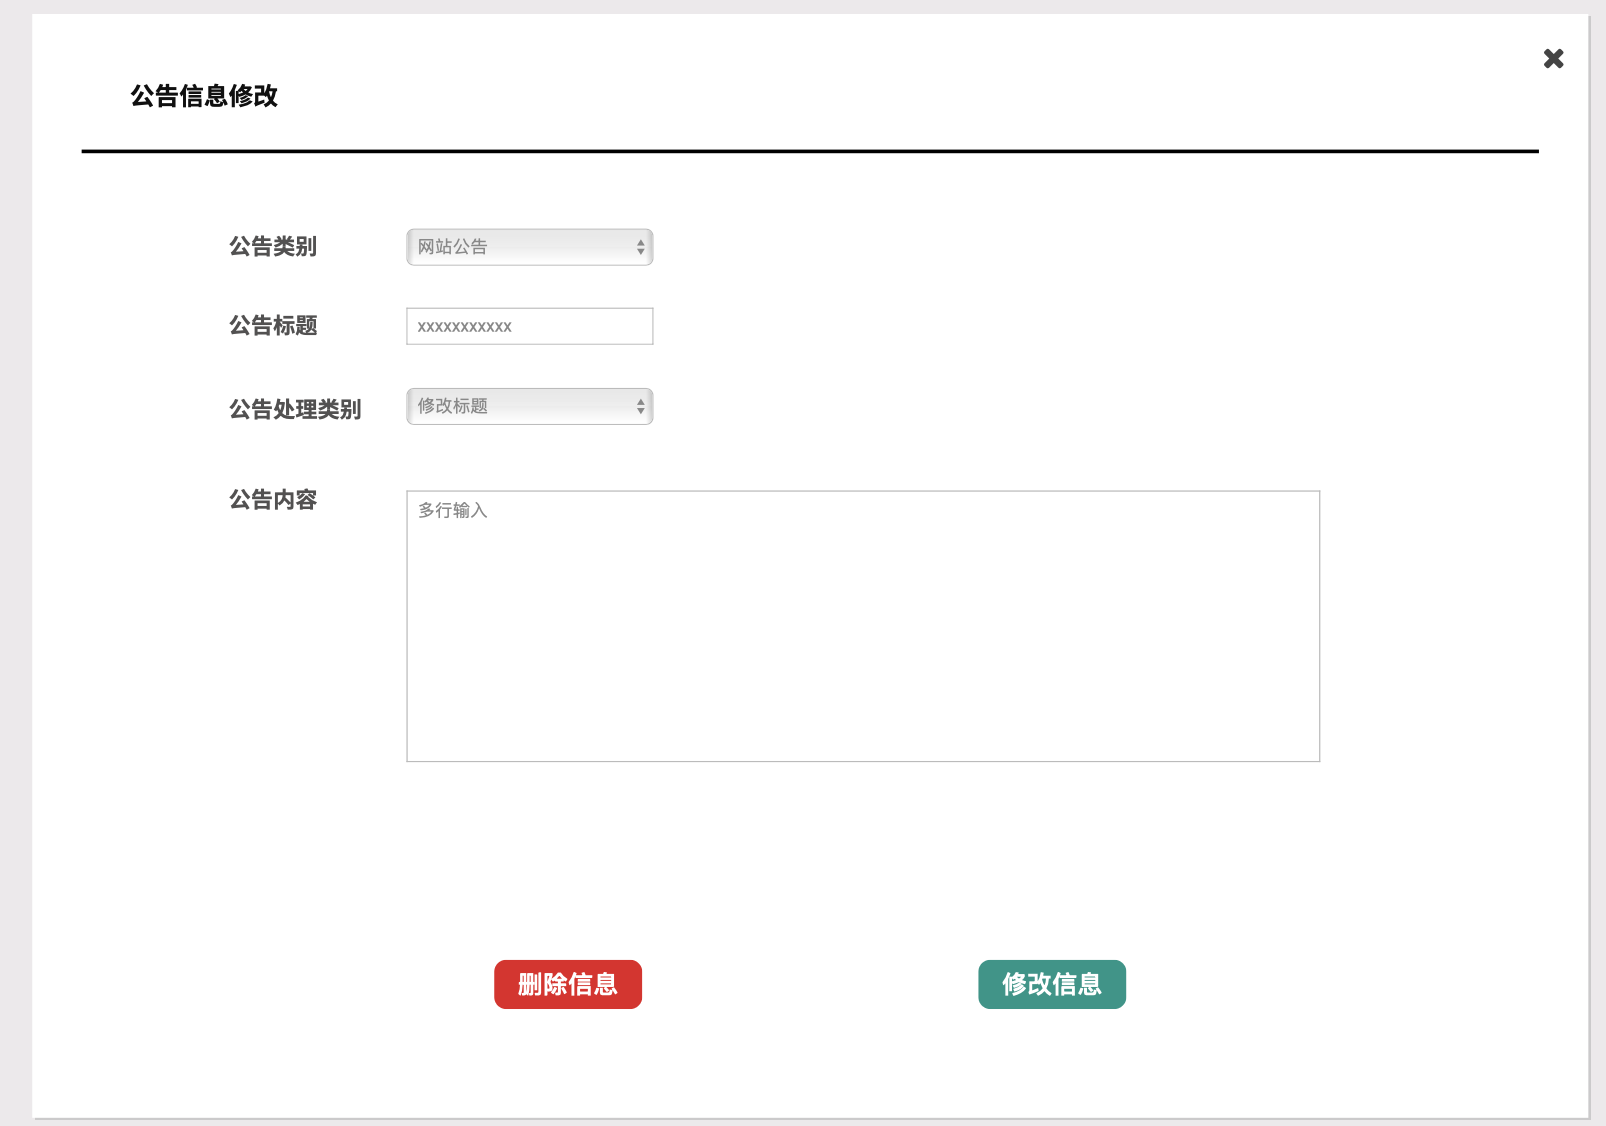 公告信息修改
公告类别
网站公告
公告标题
xxxxxxxxxxx
公告处理类别
修改标题
公告内容
多行输入
删除信息
修改信息